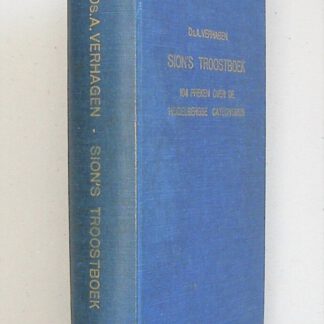 DS. A. VERHAGEN - SION'S TROOSTBOEK
Ds. A. VERHAGEN
SION'S TROOSTBOEK
104 PREKEN OVER DE
HEIDELBERGSE CATECHISMUS